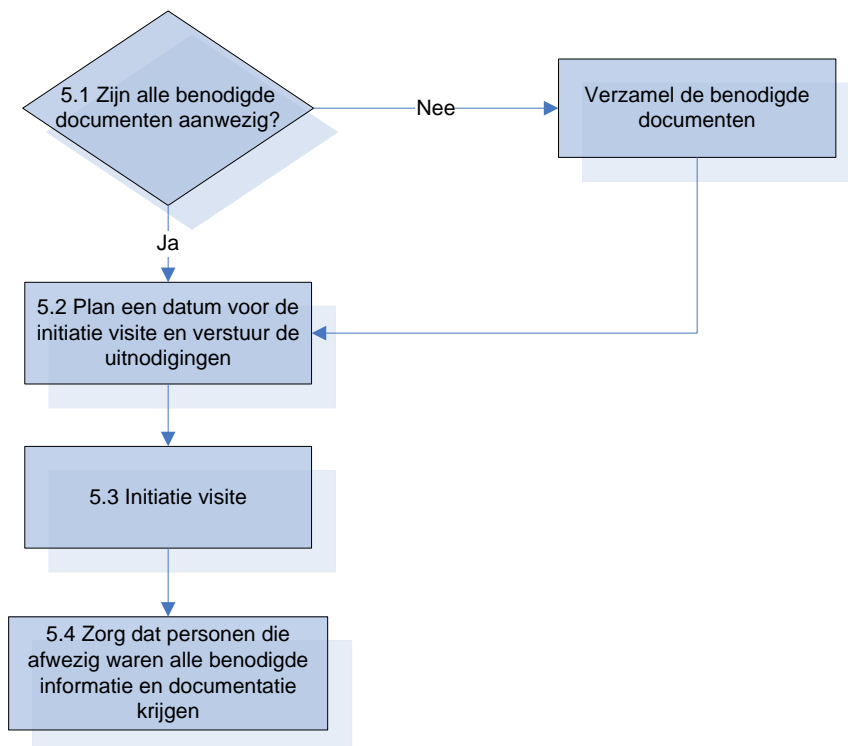 5.1 Zijn alle benodigde
documenten aanwezig?
Nee
Verzamel de benodigde
documenten
Ja
5.2 Plan een datum voor de
initiatie visite en verstuur de
uitnodigingen
5.3 Initiatie visite
5.4 Zorg dat personen die
afwezig waren alle benodigde
informatie en documentatie
krijgen